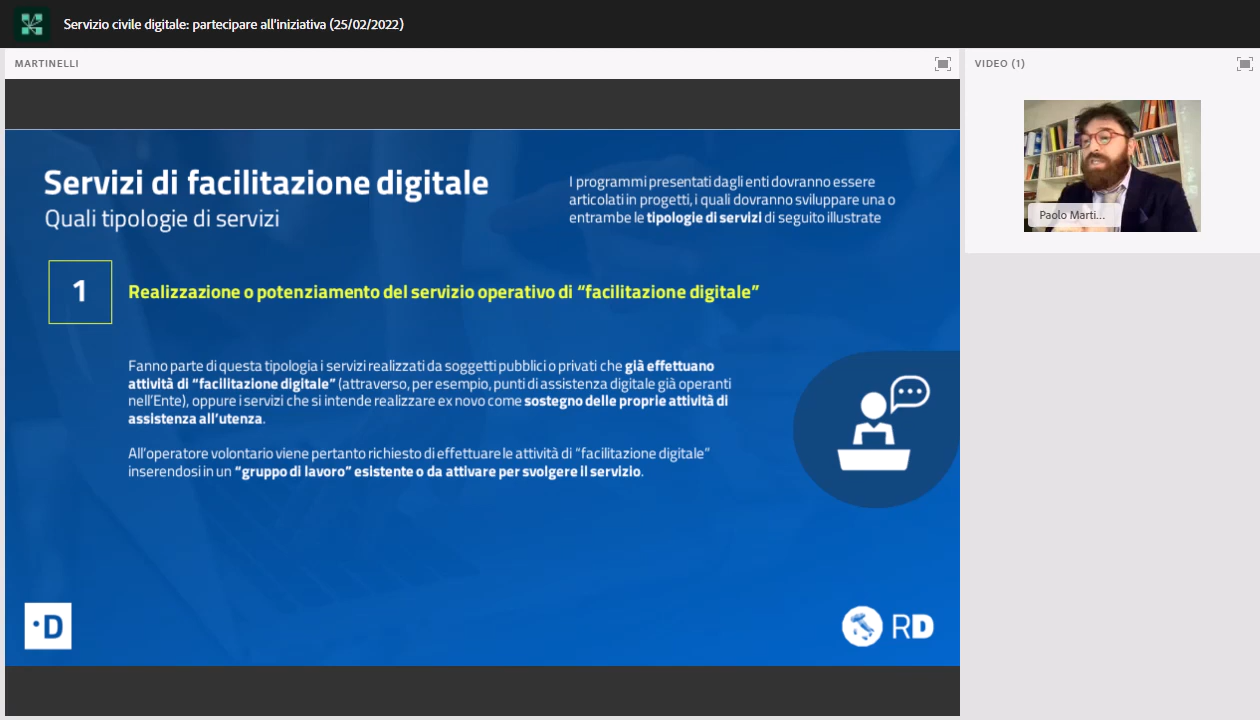 Servizio civile digitale: partecipare all'iniziativa (25/02/2022)
MARTINELLI
VIDEO (1)
Servizi di facilitazione digitale
Quali tipologie di servizi
I programmi presentati dagli enti dovranno essere
articolati in progetti, i quali dovranno sviluppare una o
entrambe le tipologie di servizi di seguito illustrate
1
Realizzazione o potenziamento del servizio operativo di “facilitazione digitale”
Fanno parte di questa tipologia i servizi realizzati da soggetti pubblici o privati che già effettuano
attività di “facilitazione digitale” (attraverso, per esempio, punti di assistenza digitale già operanti
nell'Ente), oppure i servizi che si intende realizzare ex novo come sostegno delle proprie attività di
assistenza all'utenza.
All'operatore volontario viene pertanto richiesto di effettuare le attività di “facilitazione digitale”
inserendosi in un “gruppo di lavoro” esistente o da attivare per svolgere il servizio.
Paolo Marti...
·D
RD